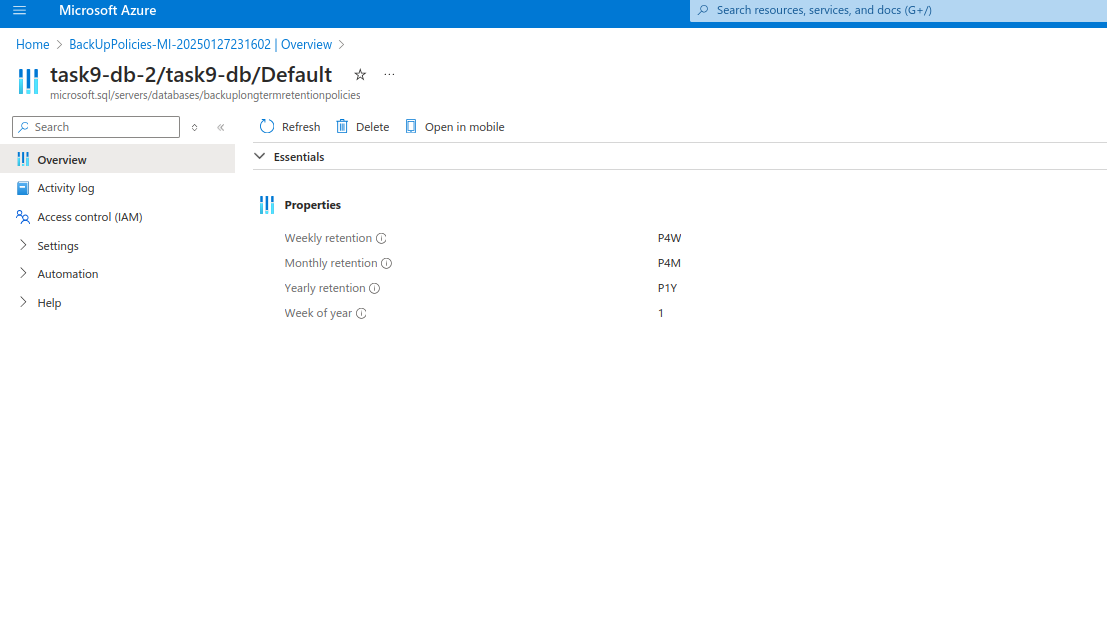 Microsoft Azure
Search resources, services, and docs (G+/)
Home > BackUpPolicies-MI-20250127231602 | Overview >
task9-db-2/task9-db/Default
microsoft.sql/servers/databases/backuplongtermretentionpolicies
Search
Refresh Delete Open in mobile
Overview
Activity log
Access control (IAM)
Settings
Automation
Help
Essentials
Properties
Weekly retention P4W
Monthly retention P4M
Yearly retention P1Y
Week of year 1